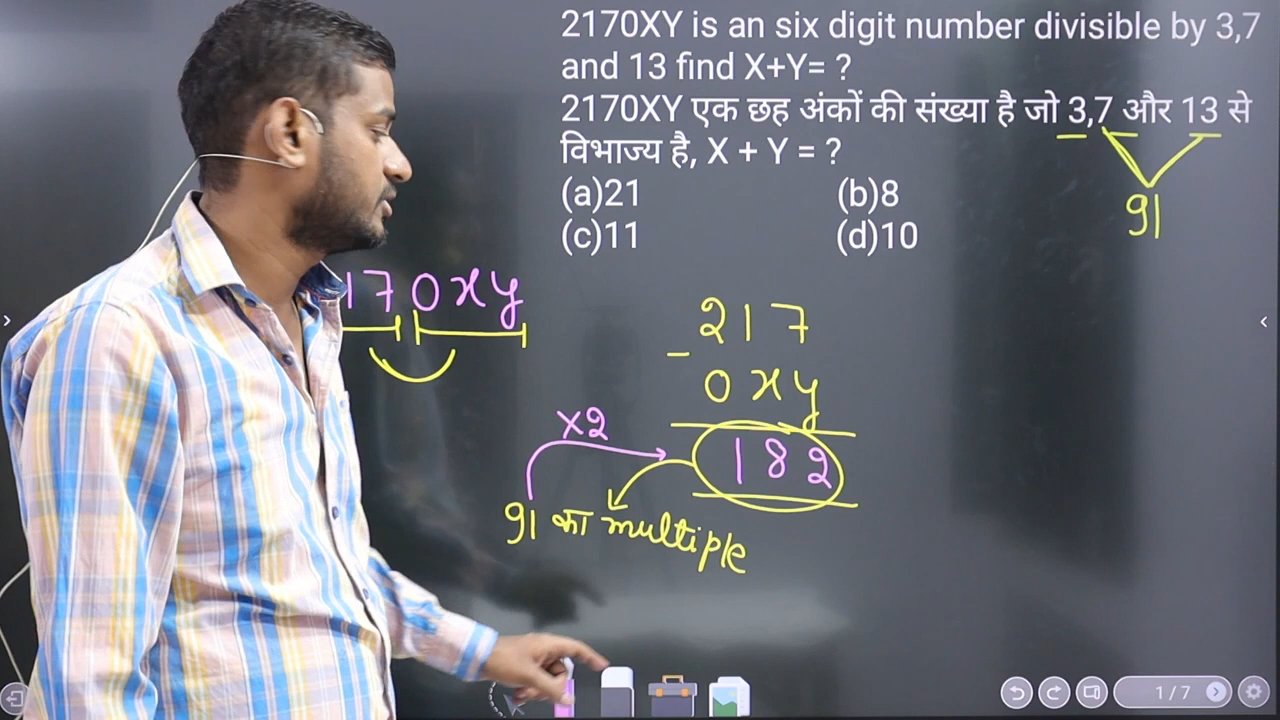 2170XY is an six digit number divisible by 3,7
and 13 find X+Y= ?
2170XY एक छह अंकों की संख्या है जो 3,7 और 13 से
विभाज्य है, X + Y = ?
(a)21 (b)8
(c)11 (d)10
91
170xy
217
- 0xy
×2
182
91 का multiple
1 / 7